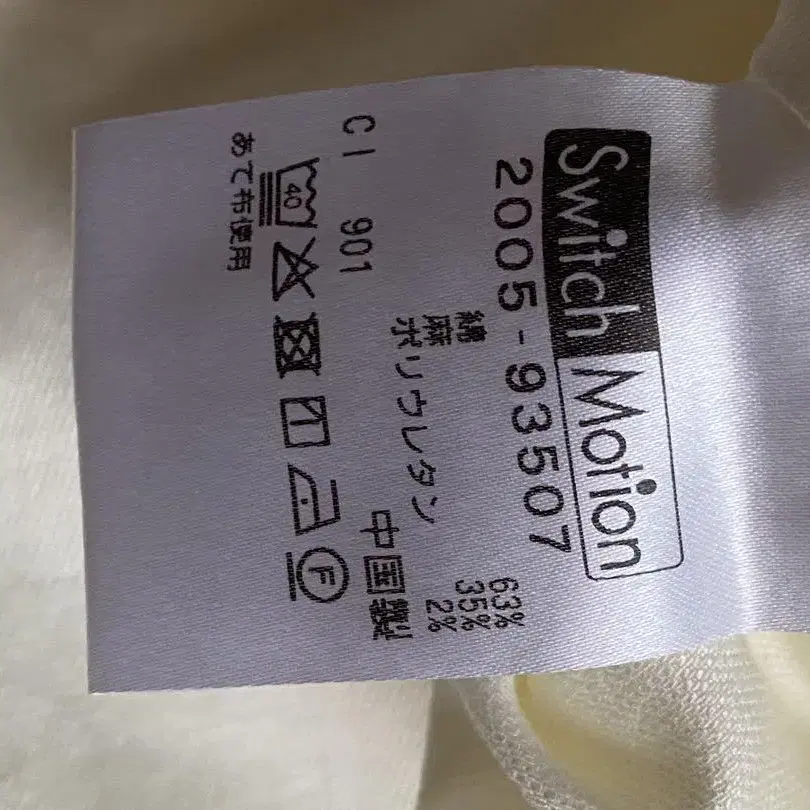 Switch Motion
2005-93507
綿 63%
麻 35%
ポリウレタン 2%
中国製
CI 901
40
F
あて布使用